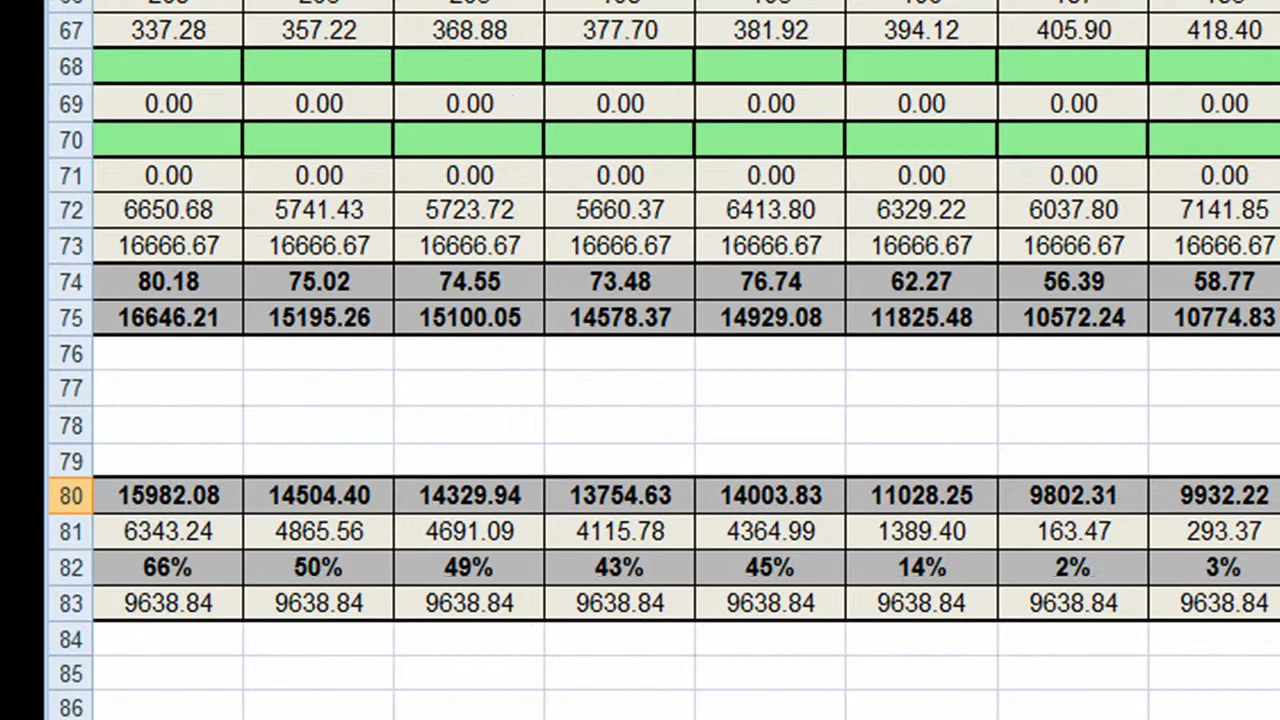 67 337.28 357.22 368.88 377.70 381.92 394.12 405.90 418.40
68
69 0.00 0.00 0.00 0.00 0.00 0.00 0.00 0.00
70
71 0.00 0.00 0.00 0.00 0.00 0.00 0.00 0.00
72 6650.68 5741.43 5723.72 5660.37 6413.80 6329.22 6037.80 7141.85
73 16666.67 16666.67 16666.67 16666.67 16666.67 16666.67 16666.67 16666.67
74 80.18 75.02 74.55 73.48 76.74 62.27 56.39 58.77
75 16646.21 15195.26 15100.05 14578.37 14929.08 11825.48 10572.24 10774.83
76
77
78
79
80 15982.08 14504.40 14329.94 13754.63 14003.83 11028.25 9802.31 9932.22
81 6343.24 4865.56 4691.09 4115.78 4364.99 1389.40 163.47 293.37
82 66% 50% 49% 43% 45% 14% 2% 3%
83 9638.84 9638.84 9638.84 9638.84 9638.84 9638.84 9638.84 9638.84
84
85
86